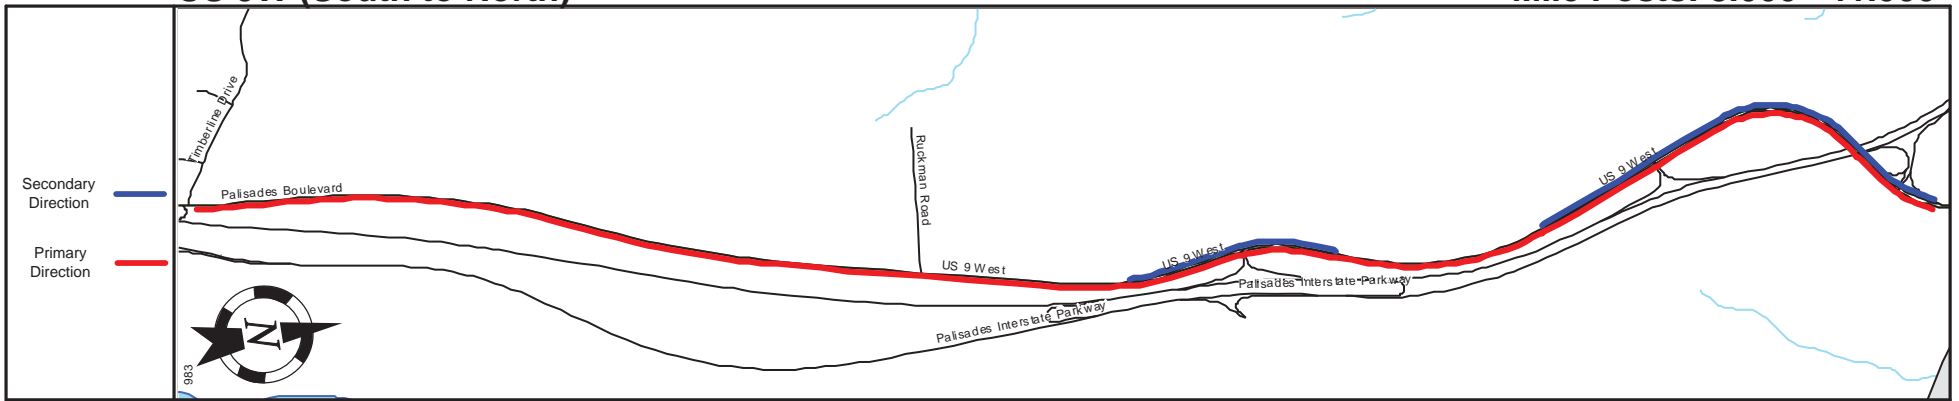 Secondary
Direction
Primary
Direction
Timberline Drive
Palisades Boulevard
Ruckman Road
US 9 West
US 9 West
US 9 West
Palisades Interstate Parkway
Palisades Interstate Parkway
N
983